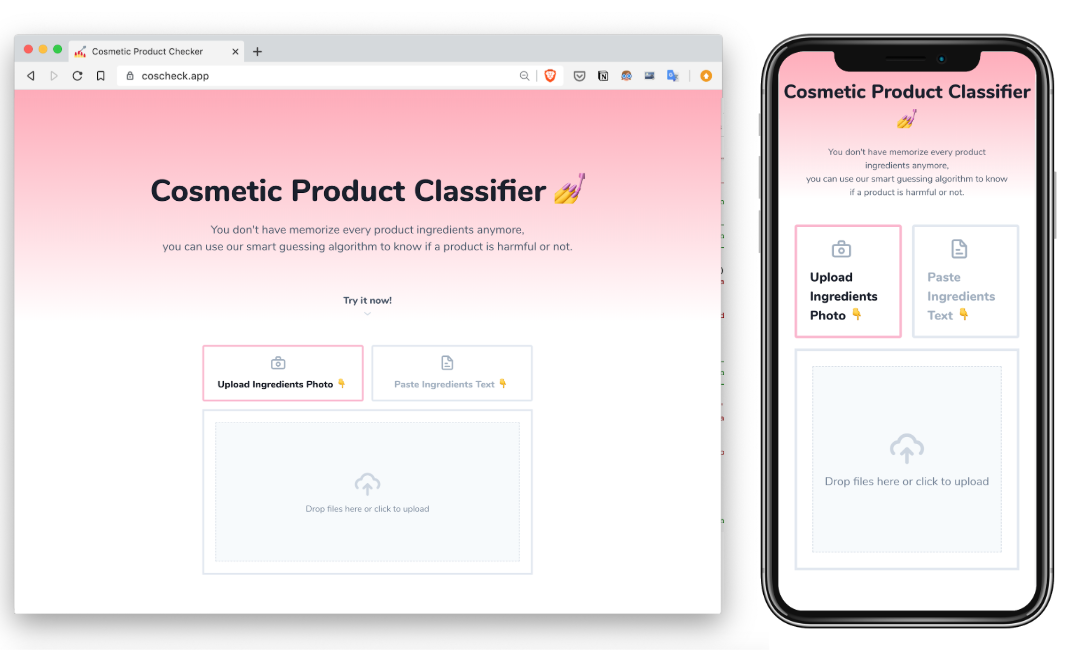 Cosmetic Product Checker
coscheck.app
Cosmetic Product Classifier 💅
You don't have memorize every product ingredients anymore,
you can use our smart guessing algorithm to know if a product is harmful or not.
Try it now!
Upload Ingredients Photo 👇
Paste Ingredients Text 👇
Drop files here or click to upload
Cosmetic Product Classifier
💅
You don't have memorize every product
ingredients anymore,
you can use our smart guessing algorithm to know
if a product is harmful or not.
Upload
Ingredients
Photo 👇
Paste
Ingredients
Text 👇
Drop files here or click to upload